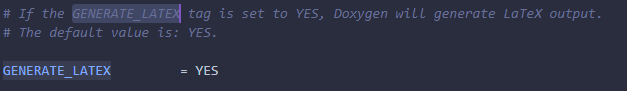 # If the GENERATE_LATEX tag is set to YES, Doxygen will generate LaTeX output.
# The default value is: YES.
GENERATE_LATEX         = YES